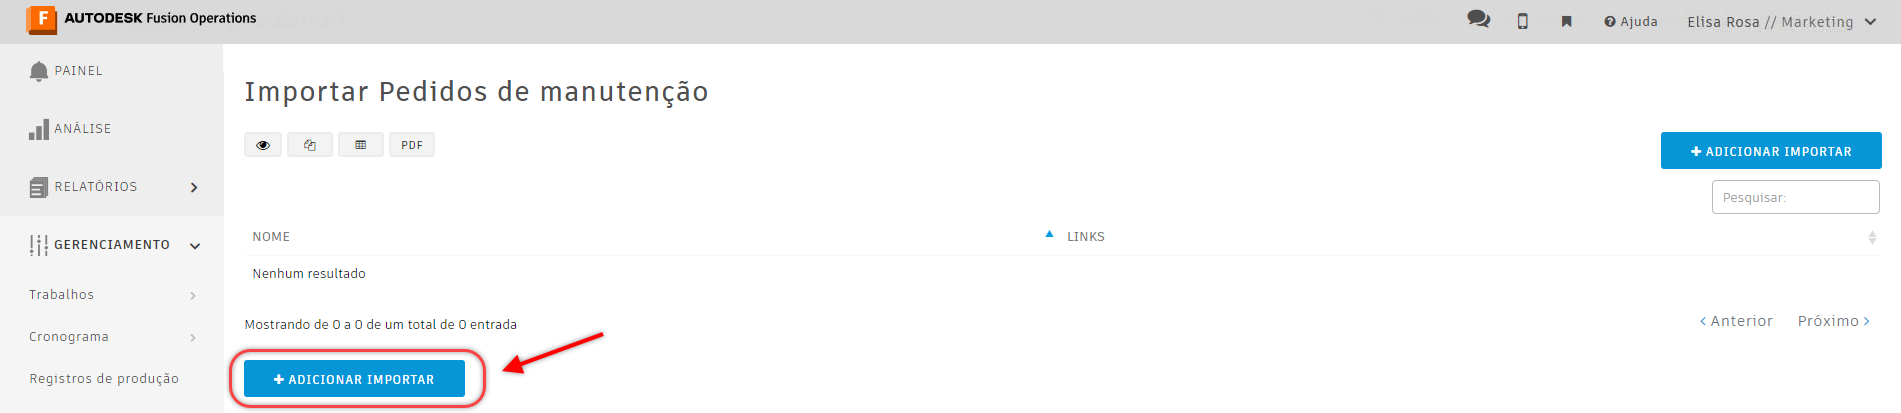 AUTODESK Fusion Operations
Ajuda
Elisa Rosa // Marketing
PAINEL
ANÁLISE
RELATÓRIOS
GERENCIAMENTO
Trabalhos
Cronograma
Registros de produção
Importar Pedidos de manutenção
PDF
ADICIONAR IMPORTAR
Pesquisar:
NOME
LINKS
Nenhum resultado
Mostrando de 0 a 0 de um total de 0 entrada
Anterior
Próximo
ADICIONAR IMPORTAR